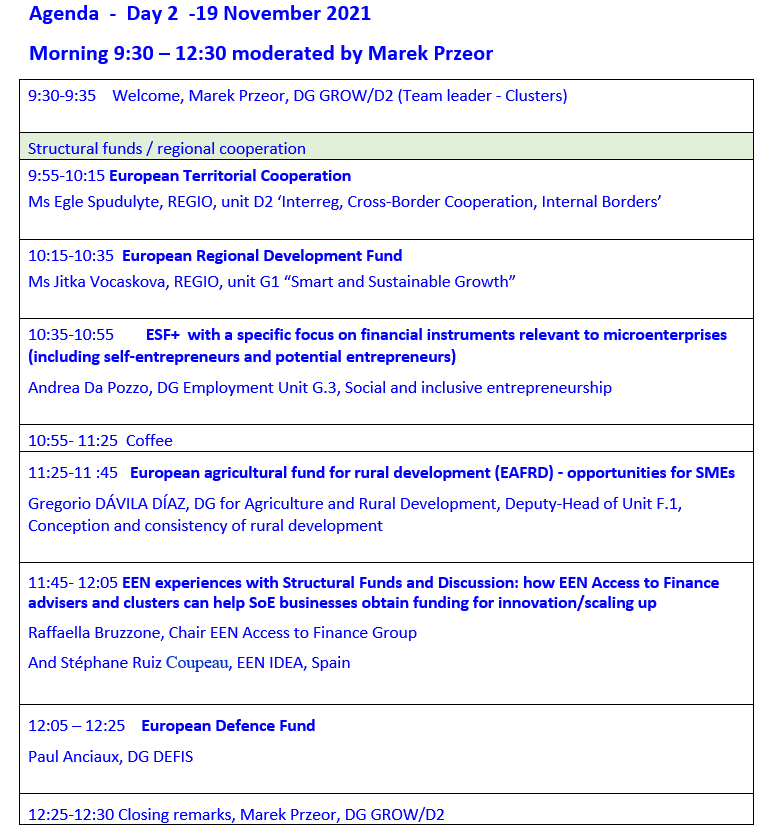 Agenda - Day 2 -19 November 2021
Morning 9:30 – 12:30 moderated by Marek Przeor
9:30-9:35 Welcome, Marek Przeor, DG GROW/D2 (Team leader - Clusters)
Structural funds / regional cooperation
9:55-10:15 European Territorial Cooperation
Ms Egle Spudulyte, REGIO, unit D2 ‘Interreg, Cross-Border Cooperation, Internal Borders’
10:15-10:35 European Regional Development Fund
Ms Jitka Vocaskova, REGIO, unit G1 “Smart and Sustainable Growth”
10:35-10:55 ESF+ with a specific focus on financial instruments relevant to microenterprises
(including self-entrepreneurs and potential entrepreneurs)
Andrea Da Pozzo, DG Employment Unit G.3, Social and inclusive entrepreneurship
10:55- 11:25 Coffee
11:25-11 :45 European agricultural fund for rural development (EAFRD) - opportunities for SMEs
Gregorio DÁVILA DÍAZ, DG for Agriculture and Rural Development, Deputy-Head of Unit F.1,
Conception and consistency of rural development
11:45- 12:05 EEN experiences with Structural Funds and Discussion: how EEN Access to Finance
advisers and clusters can help SoE businesses obtain funding for innovation/scaling up
Raffaella Bruzzone, Chair EEN Access to Finance Group
And Stéphane Ruiz Coupeau, EEN IDEA, Spain
12:05 – 12:25 European Defence Fund
Paul Anciaux, DG DEFIS
12:25-12:30 Closing remarks, Marek Przeor, DG GROW/D2